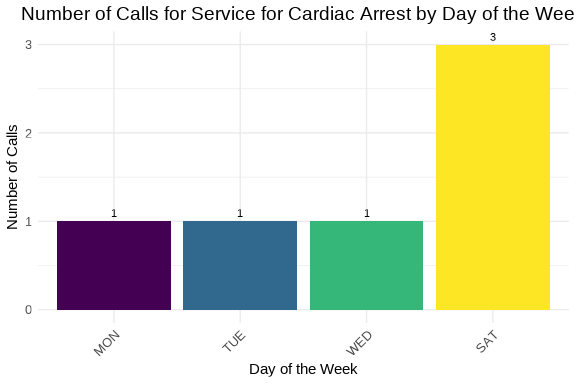 Number of Calls for Service for Cardiac Arrest by Day of the Wee
3
3
2
Number of Calls
1
1
1
1
0
MON
TUE
WED
SAT
Day of the Week